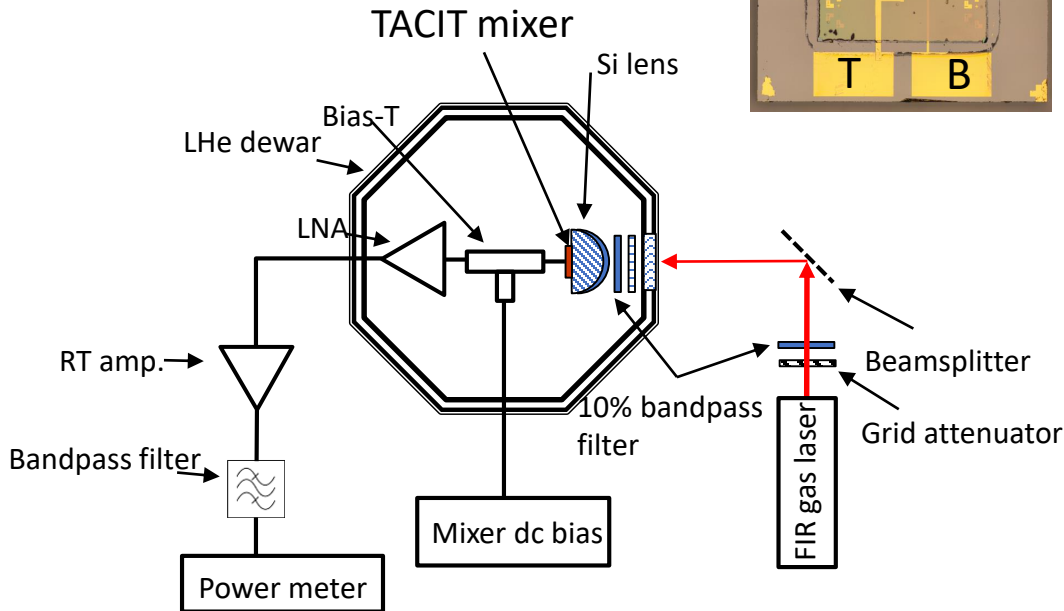 TACIT mixer
Si lens
T
B
Bias-T
LHe dewar
LNA
RT amp.
Beamsplitter
10% bandpass
filter
Grid attenuator
Bandpass filter
FIR gas laser
Mixer dc bias
Power meter